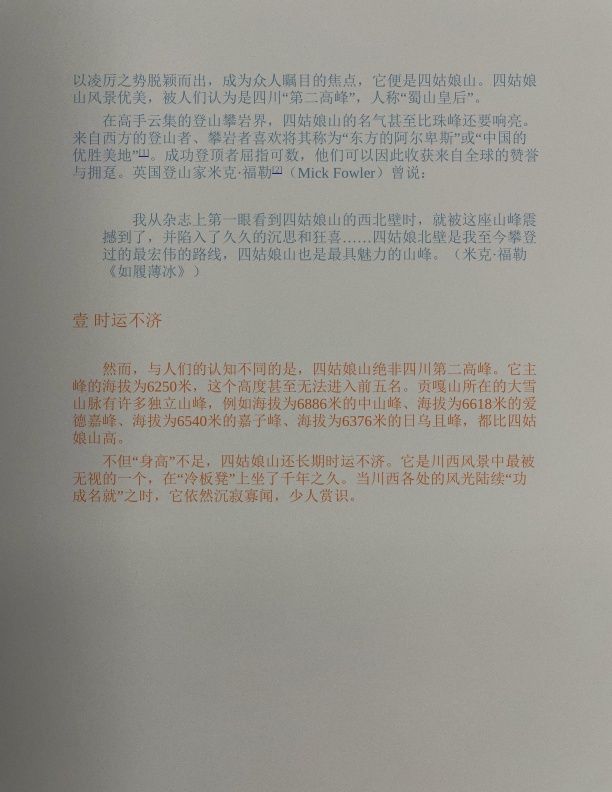 以凌厉之势脱颖而出，成为众人瞩目的焦点，它便是四姑娘山。四姑娘
山风景优美，被人们认为是四川“第二高峰”，人称“蜀山皇后”。
在高手云集的登山攀岩界，四姑娘山的名气甚至比珠峰还要响亮。
来自西方的登山者、攀岩者喜欢将其称为“东方的阿尔卑斯”或“中国的
优胜美地”[1]。成功登顶者屈指可数，他们可以因此收获来自全球的赞誉
与拥趸。英国登山家米克·福勒[2]（Mick Fowler）曾说：
我从杂志上第一眼看到四姑娘山的西北壁时，就被这座山峰震
撼到了，并陷入了久久的沉思和狂喜……四姑娘北壁是我至今攀登
过的最宏伟的路线，四姑娘山也是最具魅力的山峰。（米克·福勒
《如履薄冰》）
壹 时运不济
然而，与人们的认知不同的是，四姑娘山绝非四川第二高峰。它主
峰的海拔为6250米，这个高度甚至无法进入前五名。贡嘎山所在的大雪
山脉有许多独立山峰，例如海拔为6886米的中山峰、海拔为6618米的爱
德嘉峰、海拔为6540米的嘉子峰、海拔为6376米的日乌且峰，都比四姑
娘山高。
不但“身高”不足，四姑娘山还长期时运不济。它是川西风景中最被
无视的一个，在“冷板凳”上坐了千年之久。当川西各处的风光陆续“功
成名就”之时，它依然沉寂寡闻，少人赏识。